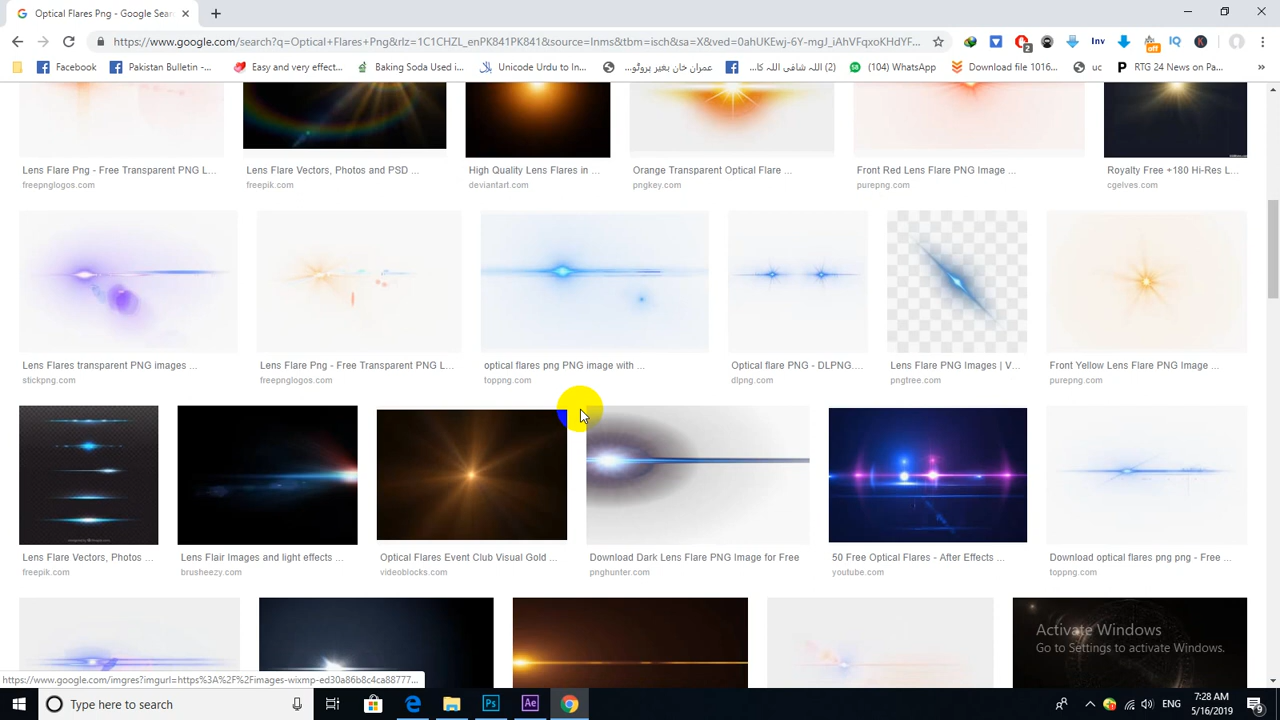 Optical Flares Png - Google Sear
https://www.google.com/search?q=Optical+Flares+Png&rlz=1C1CHZL_enPK841PK841&source=lnms&tbm=isch&sa=X&ved=0ahUKEwj-6Y-mgJ_iAhVFqxoKHdYF...
2
Inv
off
IQ
K
Facebook
Pakistan Bulletin -...
Easy and very effect...
Baking Soda Used i...
Unicode Urdu to In...
عمران خان بغیر پروٹو...
(2) اللہ شافی اللہ کا...
(104) WhatsApp
Download file 1016...
uc
RTG 24 News on Pa...
»
Lens Flare Png - Free Transparent PNG L...
freepnglogos.com
Lens Flare Vectors, Photos and PSD ...
freepik.com
High Quality Lens Flares in ...
deviantart.com
Orange Transparent Optical Flare ...
pngkey.com
Front Red Lens Flare PNG Image ...
purepng.com
Royalty Free +180 Hi-Res L...
cgelves.com
Lens Flares transparent PNG images ...
stickpng.com
Lens Flare Png - Free Transparent PNG L...
freepnglogos.com
optical flares png PNG image with ...
toppng.com
Optical flare PNG - DLPNG....
dlpng.com
Lens Flare PNG Images | V...
pngtree.com
Front Yellow Lens Flare PNG Image ...
purepng.com
Lens Flare Vectors, Photos ...
freepik.com
Lens Flair Images and light effects ...
brusheezy.com
Optical Flares Event Club Visual Gold ...
videoblocks.com
Download Dark Lens Flare PNG Image for Free
pnghunter.com
50 Free Optical Flares - After Effects ...
youtube.com
Download optical flares png png - Free ...
toppng.com
Activate Windows
Go to Settings to activate Windows.
https://www.google.com/imgres?imgurl=https%3A%2F%2Fimages-wixmp-ed30a86b8c4ca88777...
Type here to search
Ps
Ae
ENG
7:28 AM
5/16/2019
9